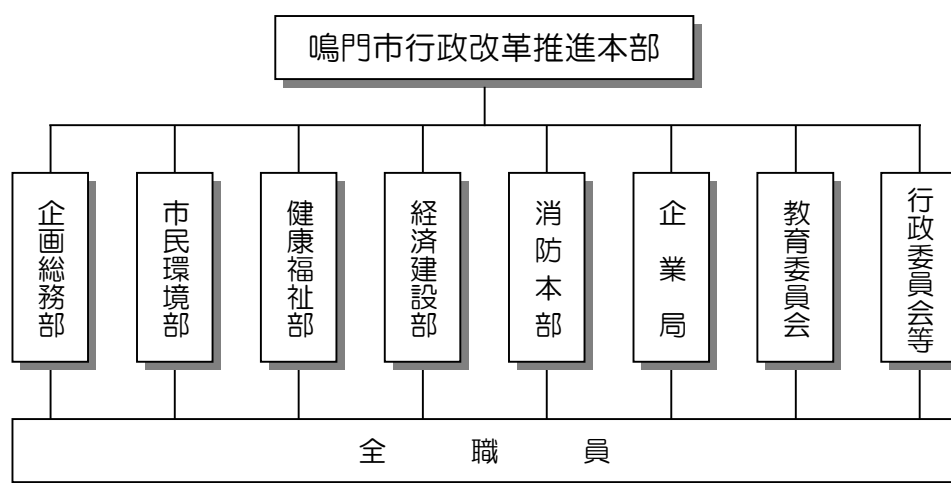 鳴門市行政改革推進本部
企画総務部
市民環境部
健康福祉部
経済建設部
消防本部
企業局
教育委員会
行政委員会等
全職員